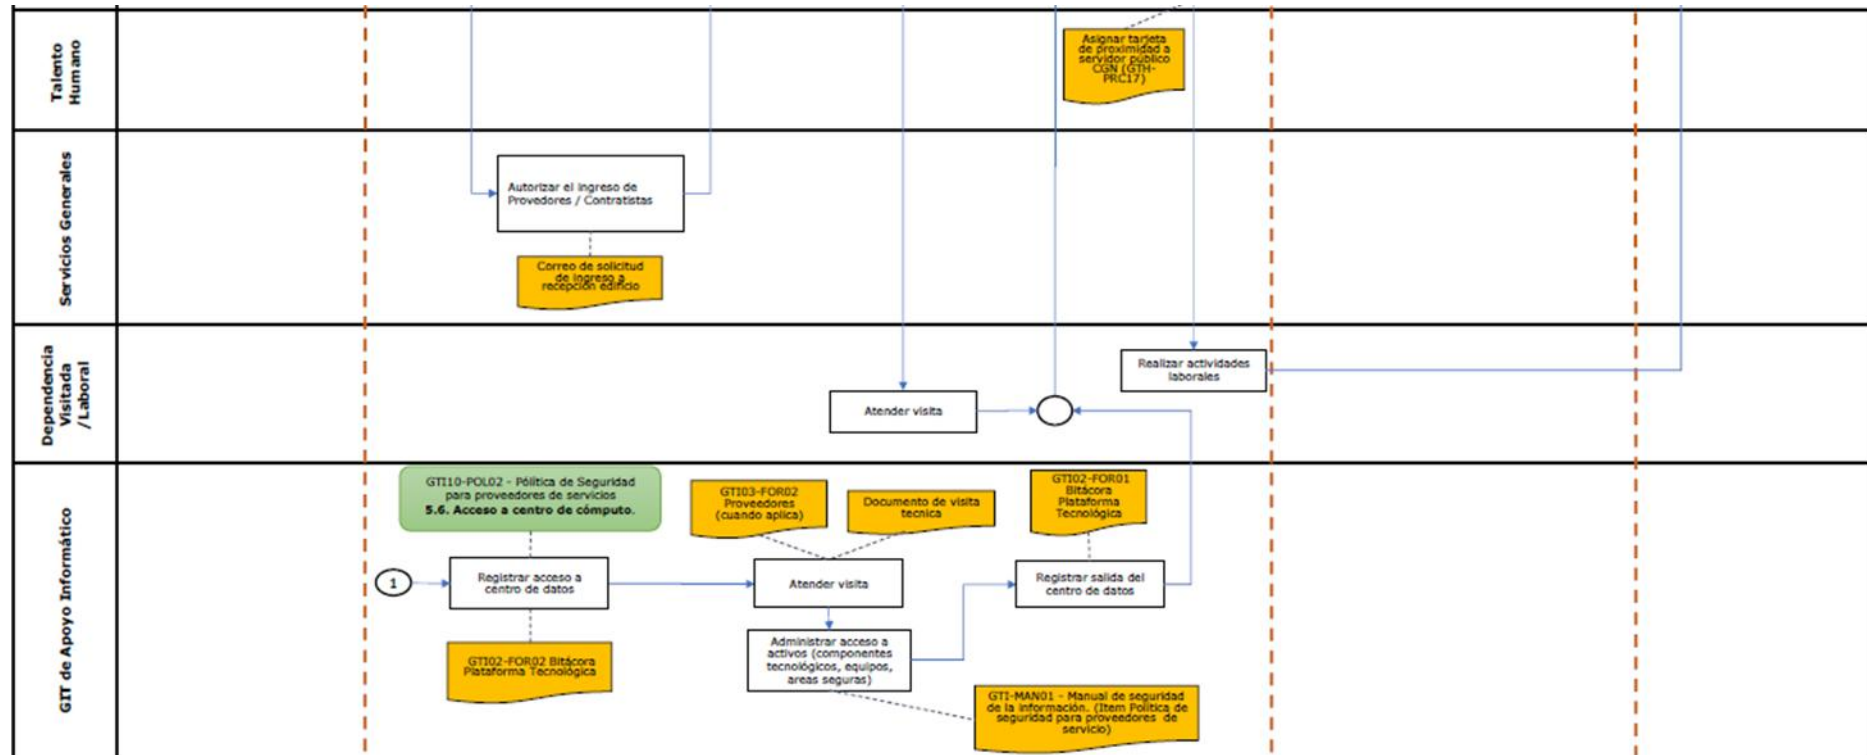 Talento
Humano
Asignar tarjeta
de proximidad a
servidor público
CGN (GTH-
PRC17)
Servicios Generales
Autorizar el ingreso de
Provedores / Contratistas
Correo de solicitud
de ingreso a
recepción edificio
Dependencia
Visitada
/ Laboral
Realizar actividades
laborales
Atender visita
GIT de Apoyo Informático
GTI10-POL02 - Política de Seguridad
para proveedores de servicios
5.6. Acceso a centro de cómputo.
GTI03-FOR02
Proveedores
(cuando aplica)
Documento de visita
tecnica
GTI02-FOR01
Bitácora
Plataforma
Tecnológica
1
Registrar acceso a
centro de datos
Atender visita
Registrar salida del
centro de datos
GTI02-FOR02 Bitácora
Plataforma Tecnológica
Administrar acceso a
activos (componentes
tecnológicos, equipos,
areas seguras)
GTI-MAN01 - Manual de seguridad
de la información. (Item Política de
seguridad para proveedores de
servicio)